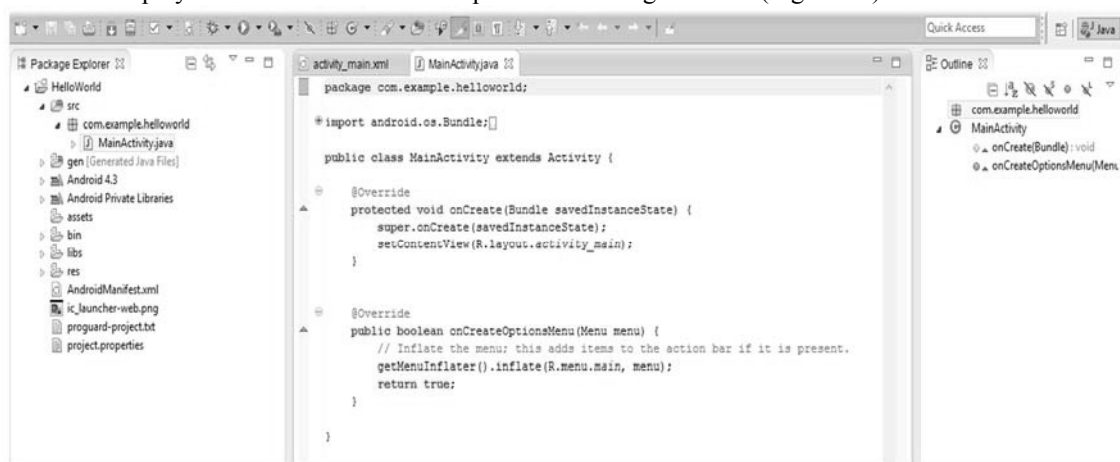 Quick Access
Java
Package Explorer
HelloWorld
src
com.example.helloworld
MainActivity.java
gen [Generated Java Files]
Android 4.3
Android Private Libraries
assets
bin
libs
res
AndroidManifest.xml
ic_launcher-web.png
proguard-project.txt
project.properties
activity_main.xml
MainActivity.java
package com.example.helloworld;
import android.os.Bundle;
public class MainActivity extends Activity {
@Override
protected void onCreate(Bundle savedInstanceState) {
super.onCreate(savedInstanceState);
setContentView(R.layout.activity_main);
}
@Override
public boolean onCreateOptionsMenu(Menu menu) {
// Inflate the menu; this adds items to the action bar if it is present.
getMenuInflater().inflate(R.menu.main, menu);
return true;
}
}
Outline
com.example.helloworld
MainActivity
onCreate(Bundle) : void
onCreateOptionsMenu(Menu